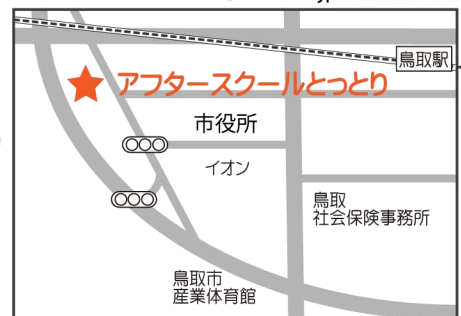 鳥取駅
アフタースクールとっとり
市役所
イオン
鳥取
社会保険事務所
鳥取市
産業体育館